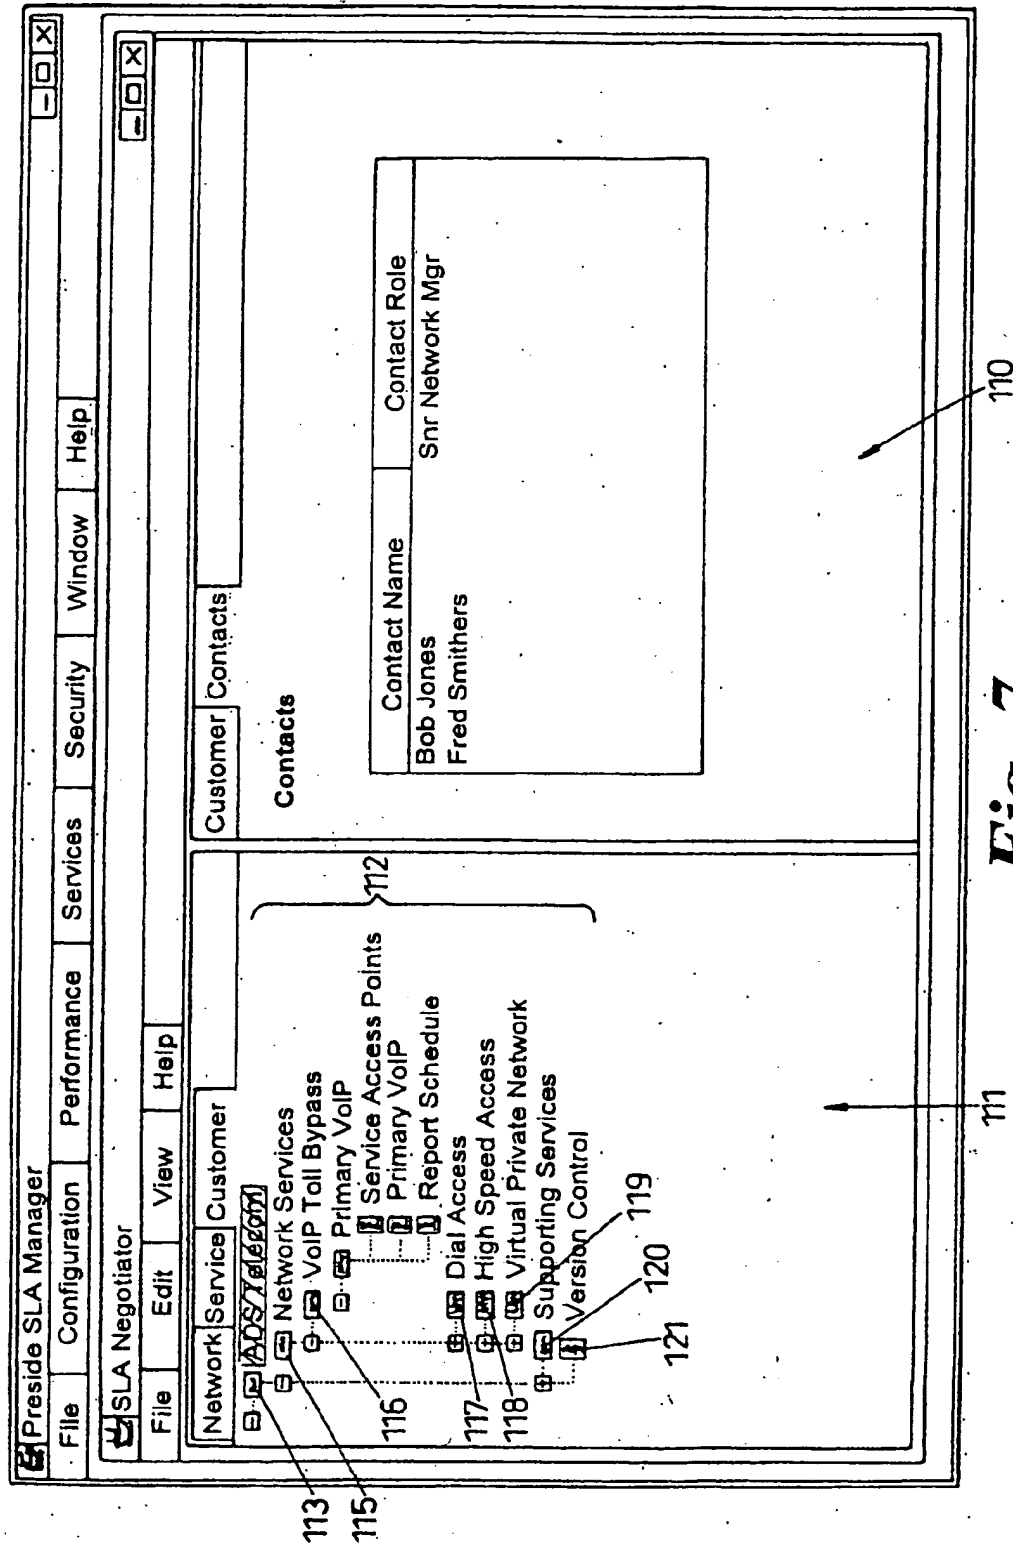 Preside SLA Manager
File Configuration Performance Services Security Window Help
SLA Negotiator
File Edit View Help
Network Service Customer
ADS Telecom
Network Services
VoIP Toll Bypass
Primary VoIP
Service Access Points
Primary VoIP
Report Schedule
Dial Access
High Speed Access
Virtual Private Network
Supporting Services
Version Control
112
113
115
116
117
118
119
120
121
111
Customer Contacts
Contacts
Contact Name Contact Role
Bob Jones Snr Network Mgr
Fred Smithers
110
Fig. 7